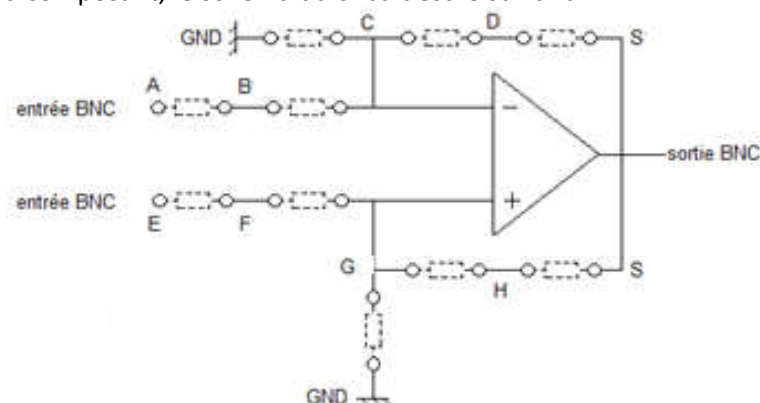 C D
GND S
A B
entrée BNC
−
sortie BNC
entrée BNC
+
E F
G S
H
GND